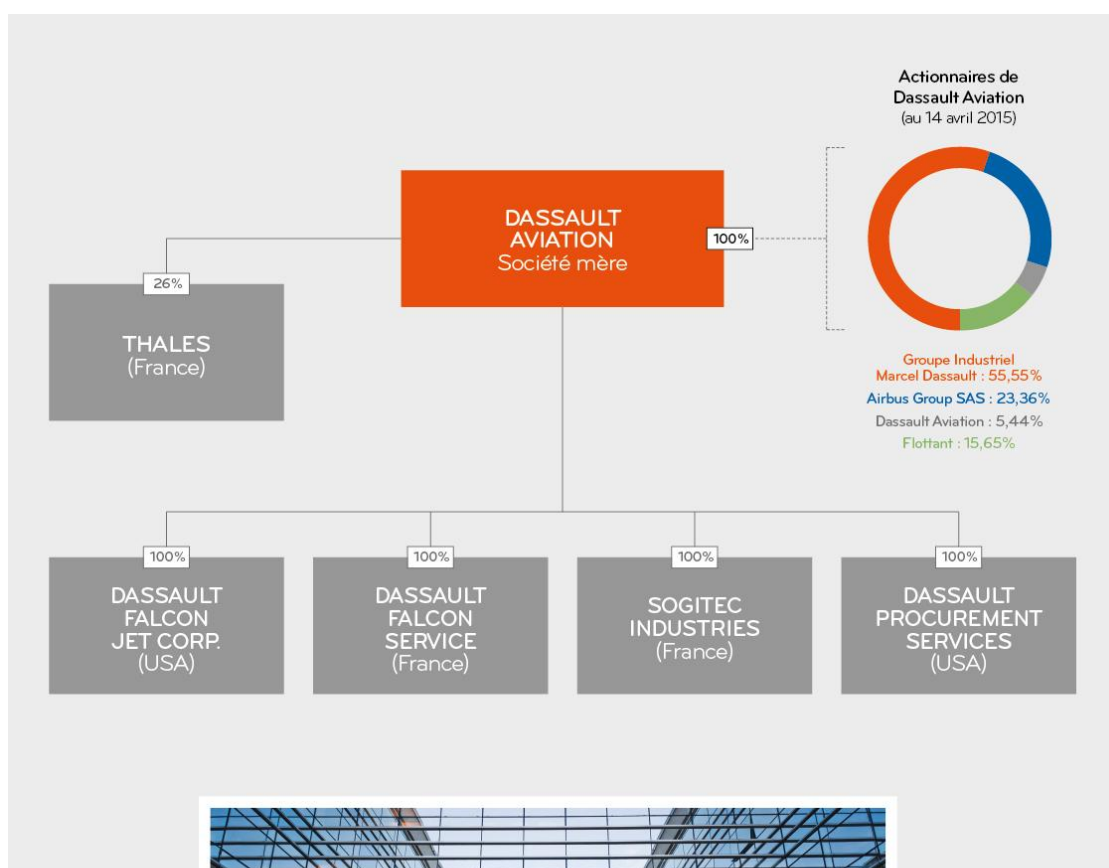 Actionnaires de
Dassault Aviation
(au 14 avril 2015)
DASSAULT
AVIATION
Société mère
100%
26%
THALES
(France)
Groupe Industriel
Marcel Dassault : 55,55%
Airbus Group SAS : 23,36%
Dassault Aviation : 5,44%
Flottant : 15,65%
100%
DASSAULT
FALCON
JET CORP.
(USA)
100%
DASSAULT
FALCON
SERVICE
(France)
100%
SOGITEC
INDUSTRIES
(France)
100%
DASSAULT
PROCUREMENT
SERVICES
(USA)